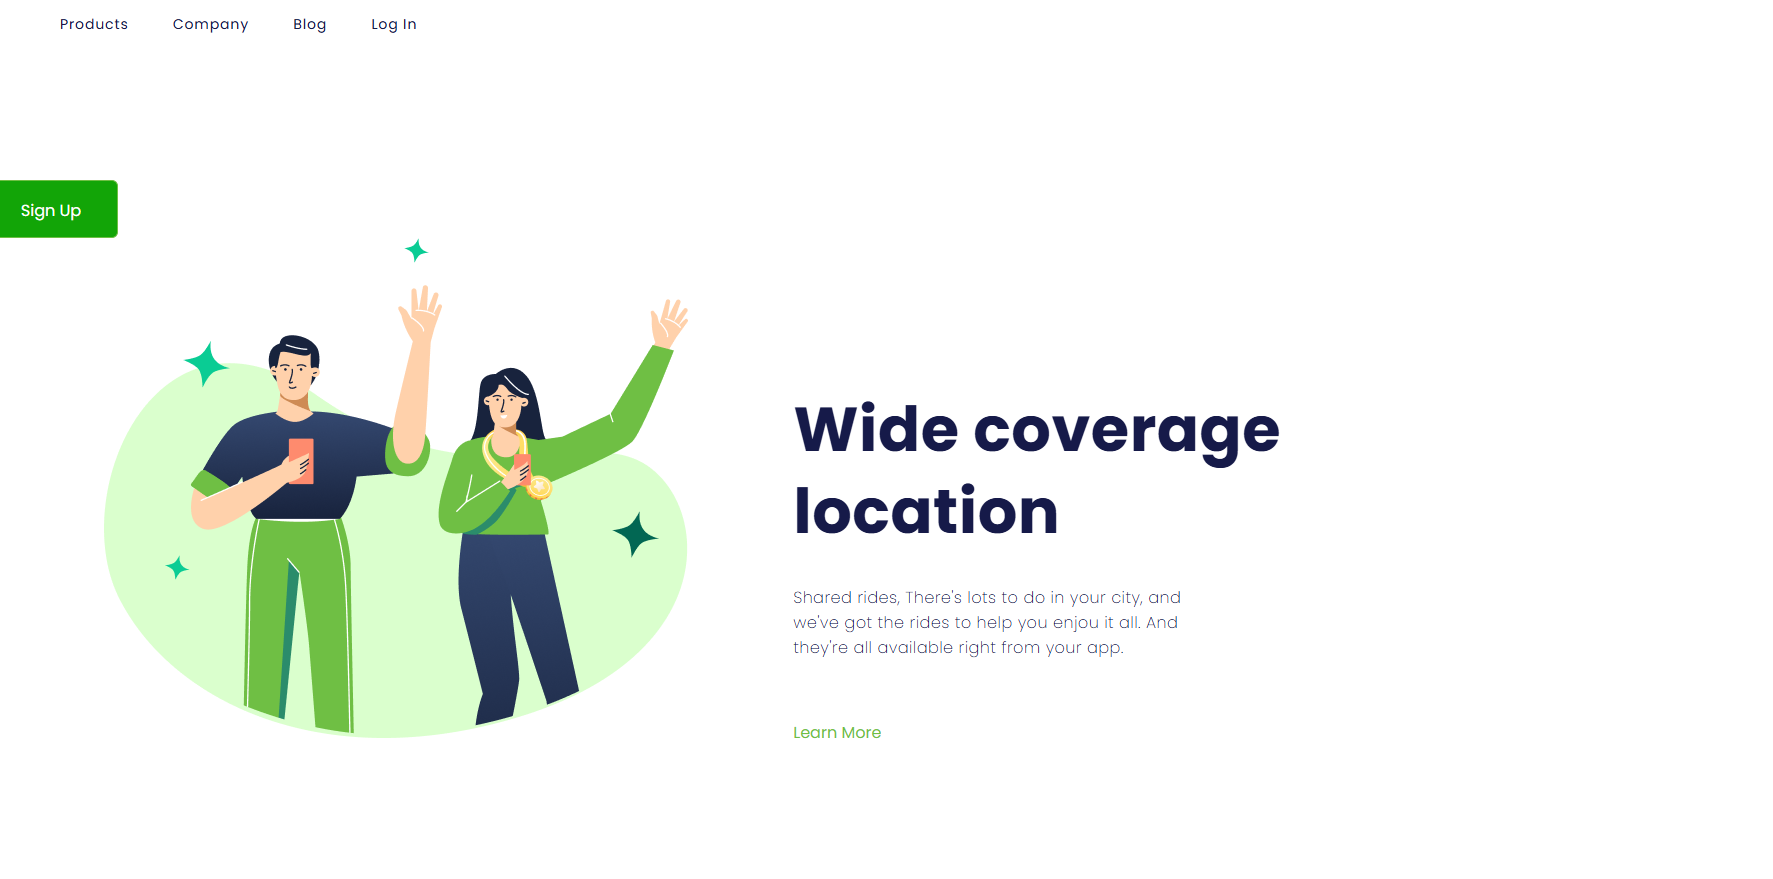 Products Company Blog Log In
Sign Up
Wide coverage
location
Shared rides, There's lots to do in your city, and
we've got the rides to help you enjou it all. And
they're all available right from your app.
Learn More